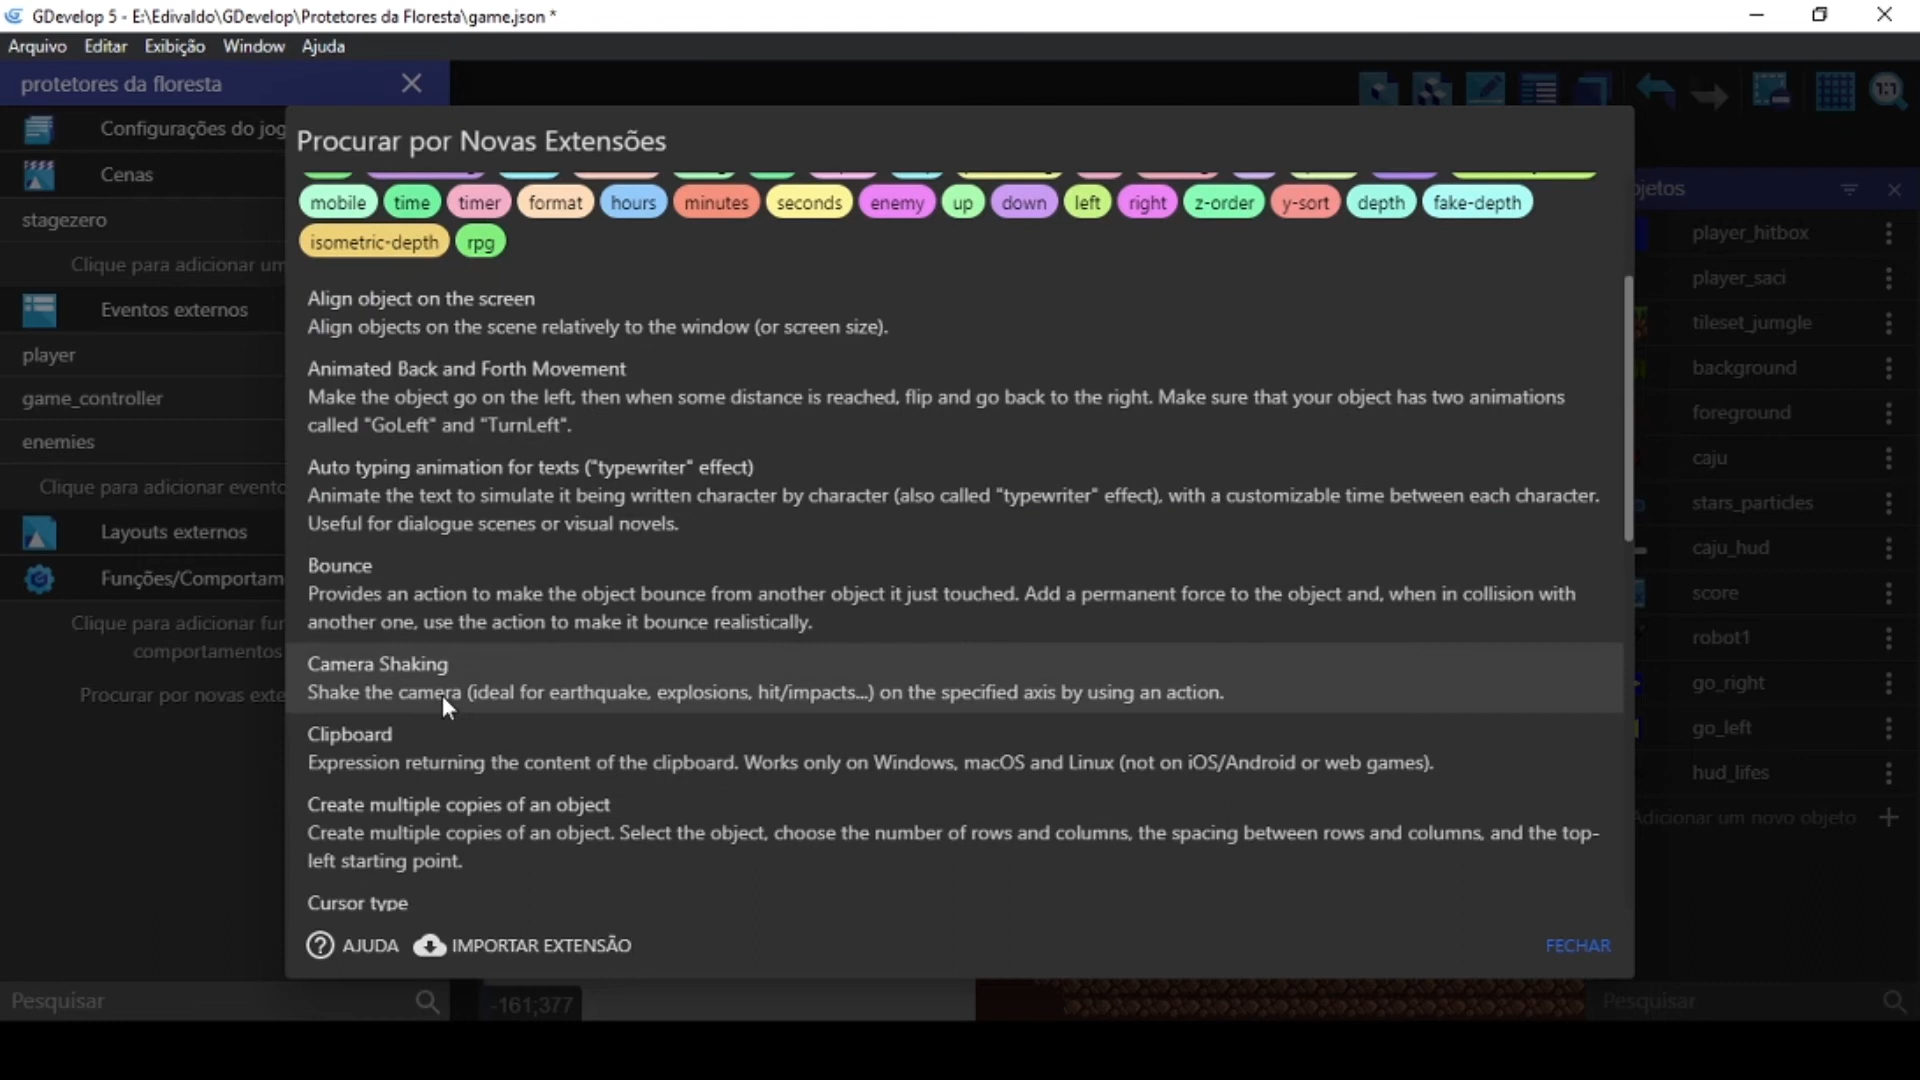 GDevelop 5 - E:\Edivaldo\GDevelop\Protetores da Floresta\game.json *
Arquivo Editar Exibição Window Ajuda
protetores da floresta
Configurações do jog
Cenas
stagezero
Clique para adicionar um
Eventos externos
player
game_controller
enemies
Clique para adicionar evento
Layouts externos
Funções/Comportam
Clique para adicionar fun
comportamentos
Procurar por novas exte
Pesquisar
Procurar por Novas Extensões
mobile time timer format hours minutes seconds enemy up down left right z-order y-sort depth fake-depth
isometric-depth rpg
Align object on the screen
Align objects on the scene relatively to the window (or screen size).
Animated Back and Forth Movement
Make the object go on the left, then when some distance is reached, flip and go back to the right. Make sure that your object has two animations
called "GoLeft" and "TurnLeft".
Auto typing animation for texts ("typewriter" effect)
Animate the text to simulate it being written character by character (also called "typewriter" effect), with a customizable time between each character.
Useful for dialogue scenes or visual novels.
Bounce
Provides an action to make the object bounce from another object it just touched. Add a permanent force to the object and, when in collision with
another one, use the action to make it bounce realistically.
Camera Shaking
Shake the camera (ideal for earthquake, explosions, hit/impacts...) on the specified axis by using an action.
Clipboard
Expression returning the content of the clipboard. Works only on Windows, macOS and Linux (not on iOS/Android or web games).
Create multiple copies of an object
Create multiple copies of an object. Select the object, choose the number of rows and columns, the spacing between rows and columns, and the top-
left starting point.
Cursor type
AJUDA IMPORTAR EXTENSÃO FECHAR
-161;377
1:1
bjetos
player_hitbox
player_saci
tileset_jumgle
background
foreground
caju
stars_particles
caju_hud
score
robot1
go_right
go_left
hud_lifes
Adicionar um novo objeto
Pesquisar